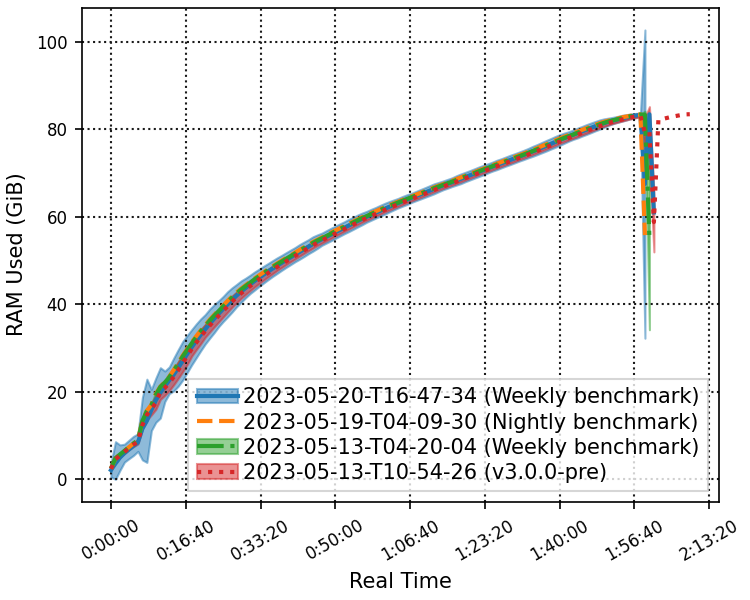 100
80
60
40
20
0
RAM Used (GiB)
2023-05-20-T16-47-34 (Weekly benchmark)
2023-05-19-T04-09-30 (Nightly benchmark)
2023-05-13-T04-20-04 (Weekly benchmark)
2023-05-13-T10-54-26 (v3.0.0-pre)
0:00:00 0:16:40 0:33:20 0:50:00 1:06:40 1:23:20 1:40:00 1:56:40 2:13:20
Real Time